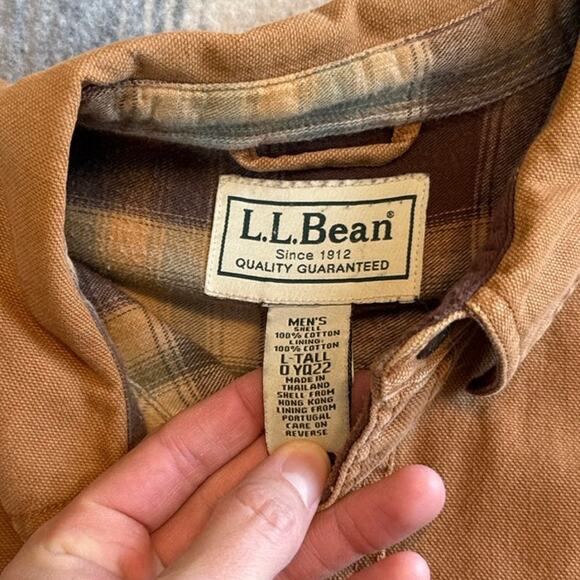 L.L.Bean®
Since 1912
QUALITY GUARANTEED
MEN'S
SHELL
100% COTTON
LINING:
100% COTTON
L-TALL
0 YQ22
MADE IN
THAILAND
SHELL FROM
HONG KONG
LINING FROM
PORTUGAL
CARE ON
REVERSE